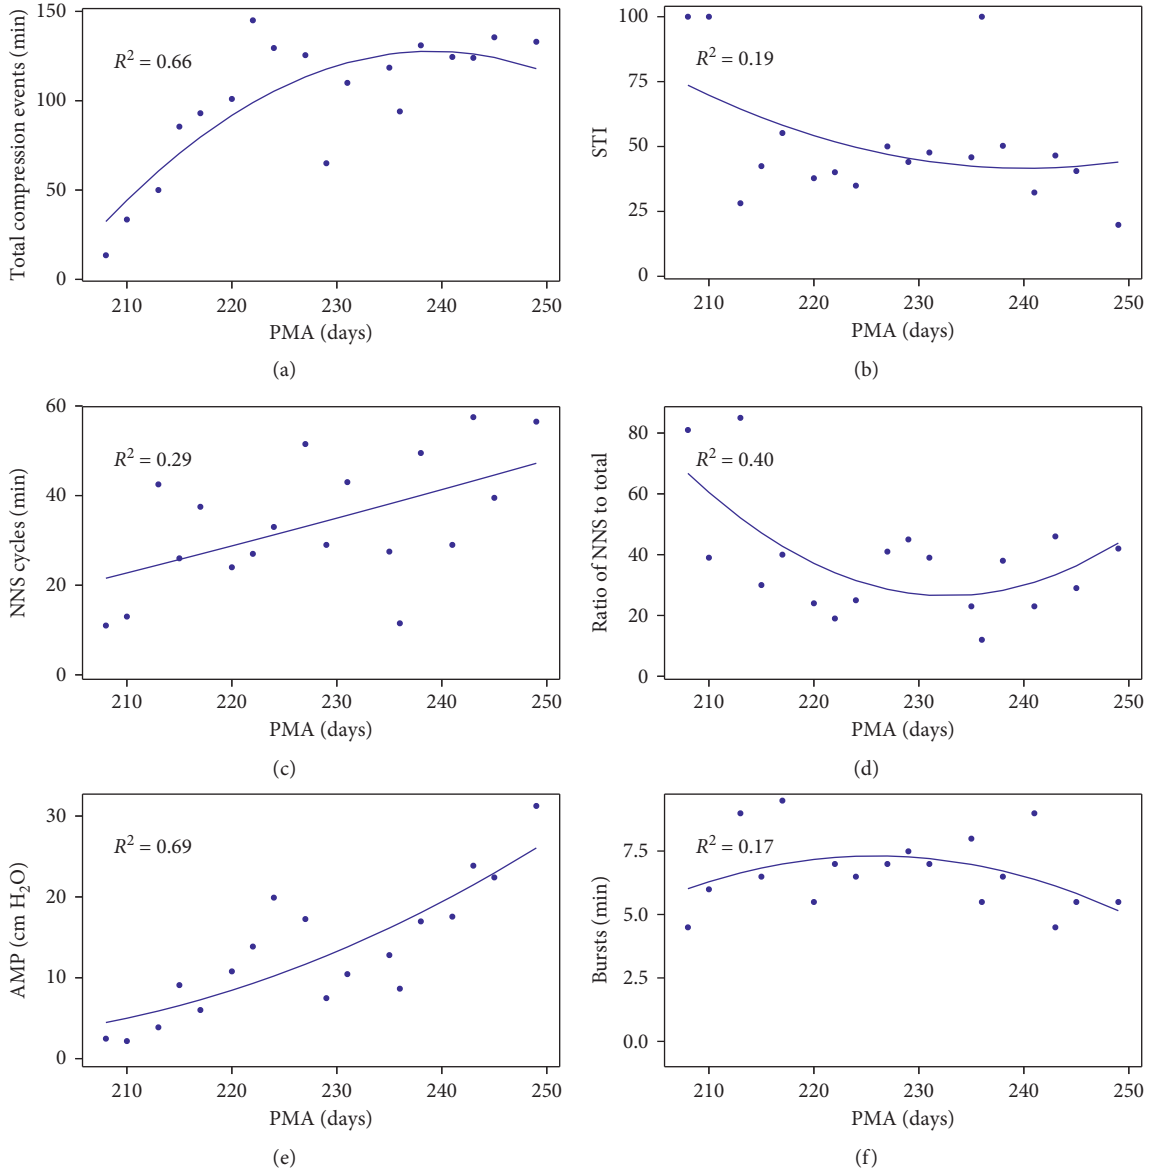 Total compression events (min)
150
100
50
0
R² = 0.66
210 220 230 240 250
PMA (days)
(a)
STI
100
75
50
25
0
R² = 0.19
210 220 230 240 250
PMA (days)
(b)
NNS cycles (min)
60
40
20
0
R² = 0.29
210 220 230 240 250
PMA (days)
(c)
Ratio of NNS to total
80
60
40
20
0
R² = 0.40
210 220 230 240 250
PMA (days)
(d)
AMP (cm H₂O)
30
20
10
0
R² = 0.69
210 220 230 240 250
PMA (days)
(e)
Bursts (min)
7.5
5.0
2.5
0.0
R² = 0.17
210 220 230 240 250
PMA (days)
(f)